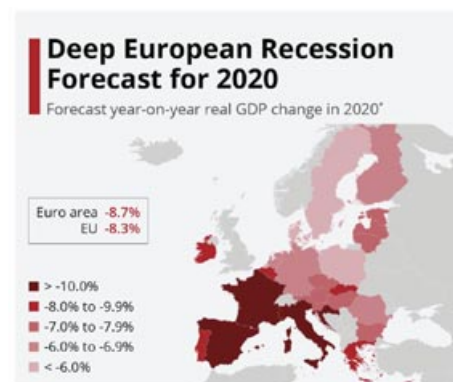 Deep European Recession
Forecast for 2020
Forecast year-on-year real GDP change in 2020*
Euro area -8.7%
EU -8.3%
> -10.0%
-8.0% to -9.9%
-7.0% to -7.9%
-6.0% to -6.9%
< -6.0%